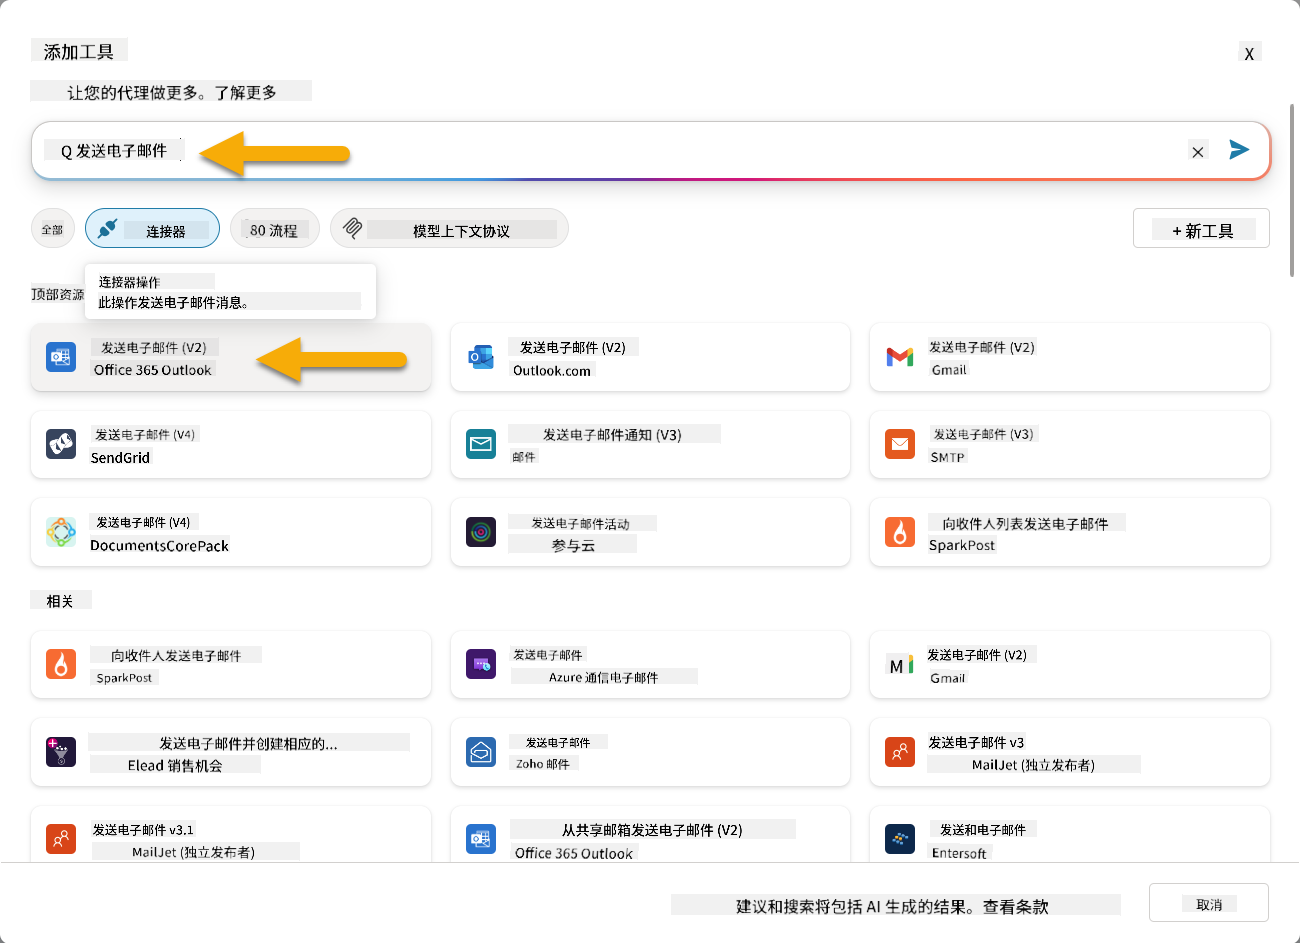 添加工具
X
让您的代理做更多。了解更多
Q 发送电子邮件
全部
连接器
80 流程
模型上下文协议
+ 新工具
连接器操作
此操作发送电子邮件消息。
顶部资源
发送电子邮件 (V2)
Office 365 Outlook
发送电子邮件 (V2)
Outlook.com
发送电子邮件 (V2)
Gmail
发送电子邮件 (V4)
SendGrid
发送电子邮件通知 (V3)
邮件
发送电子邮件 (V3)
SMTP
发送电子邮件 (V4)
DocumentsCorePack
发送电子邮件活动
参与云
向收件人列表发送电子邮件
SparkPost
相关
向收件人发送电子邮件
SparkPost
发送电子邮件
Azure 通信电子邮件
发送电子邮件 (V2)
Gmail
发送电子邮件并创建相应的...
Elead 销售机会
发送电子邮件
Zoho 邮件
发送电子邮件 v3
MailJet (独立发布者)
发送电子邮件 v3.1
MailJet (独立发布者)
从共享邮箱发送电子邮件 (V2)
Office 365 Outlook
发送和电子邮件
Entersoft
建议和搜索将包括 AI 生成的结果。查看条款
取消